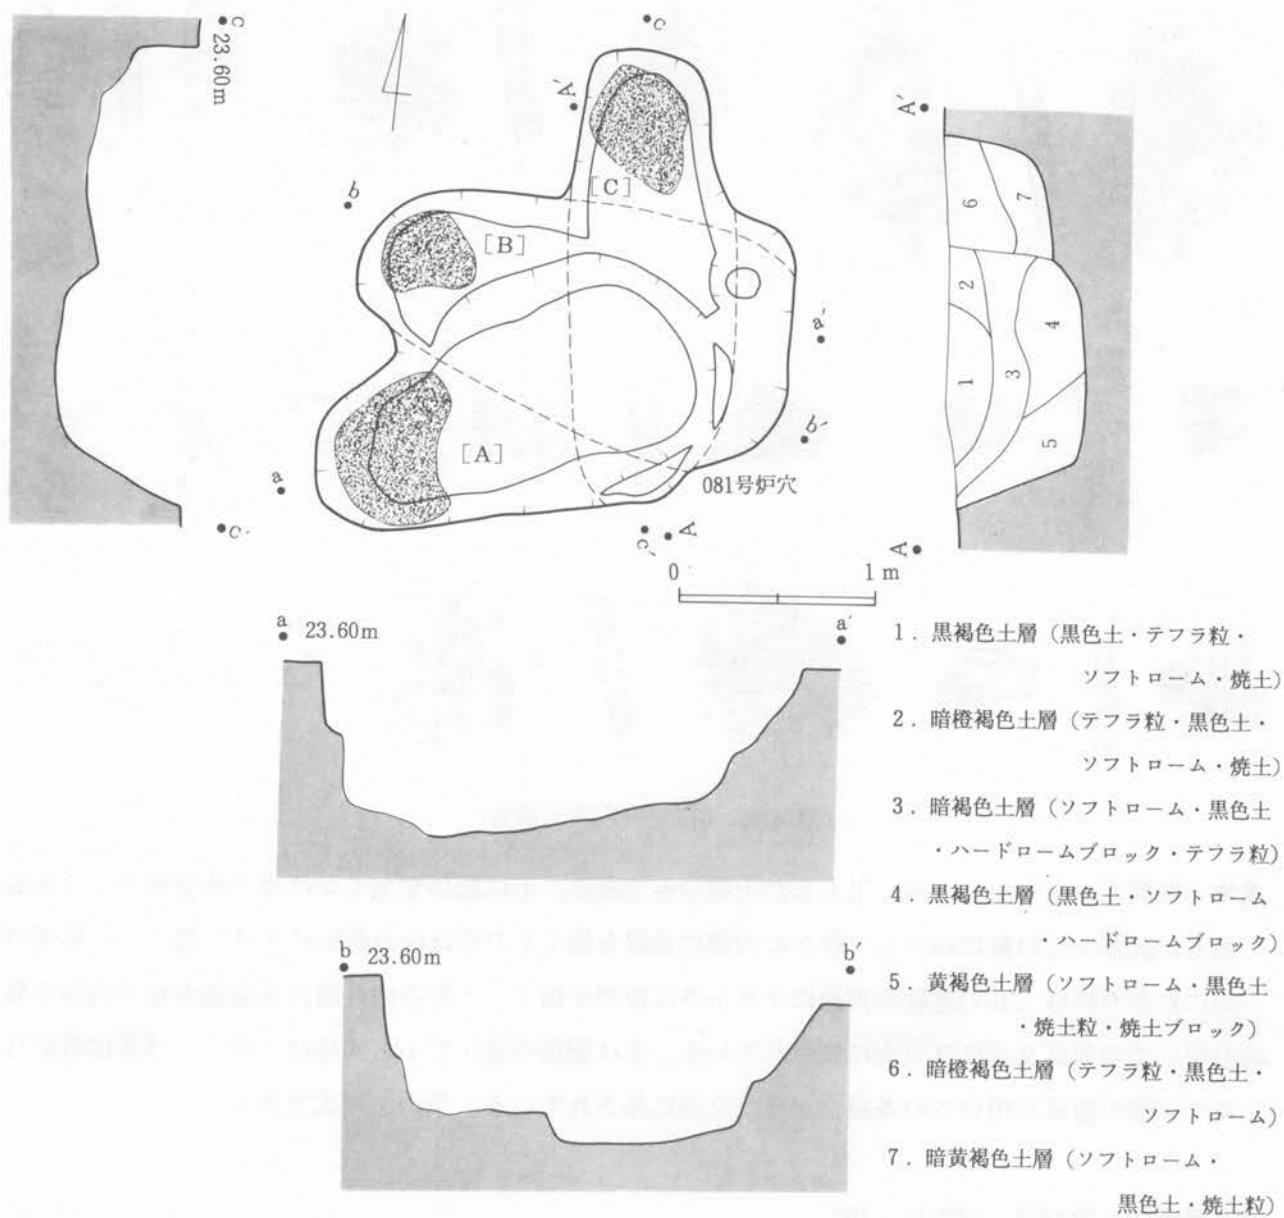 c
23.60m
c′
c
A′
b
[C]
[B]
a′
b′
[A]
a
081号炉穴
c′
A
A′
6
7
2
4
1
3
5
A
0
1 m
a
23.60m
a′
b
23.60m
b′
1. 黒褐色土層（黒色土・テフラ粒・
ソフトローム・焼土）
2. 暗橙褐色土層（テフラ粒・黒色土・
ソフトローム・焼土）
3. 暗褐色土層（ソフトローム・黒色土
・ハードロームブロック・テフラ粒）
4. 黒褐色土層（黒色土・ソフトローム
・ハードロームブロック）
5. 黄褐色土層（ソフトローム・黒色土
・焼土粒・焼土ブロック）
6. 暗橙褐色土層（テフラ粒・黒色土・
ソフトローム）
7. 暗黄褐色土層（ソフトローム・
黒色土・焼土粒）